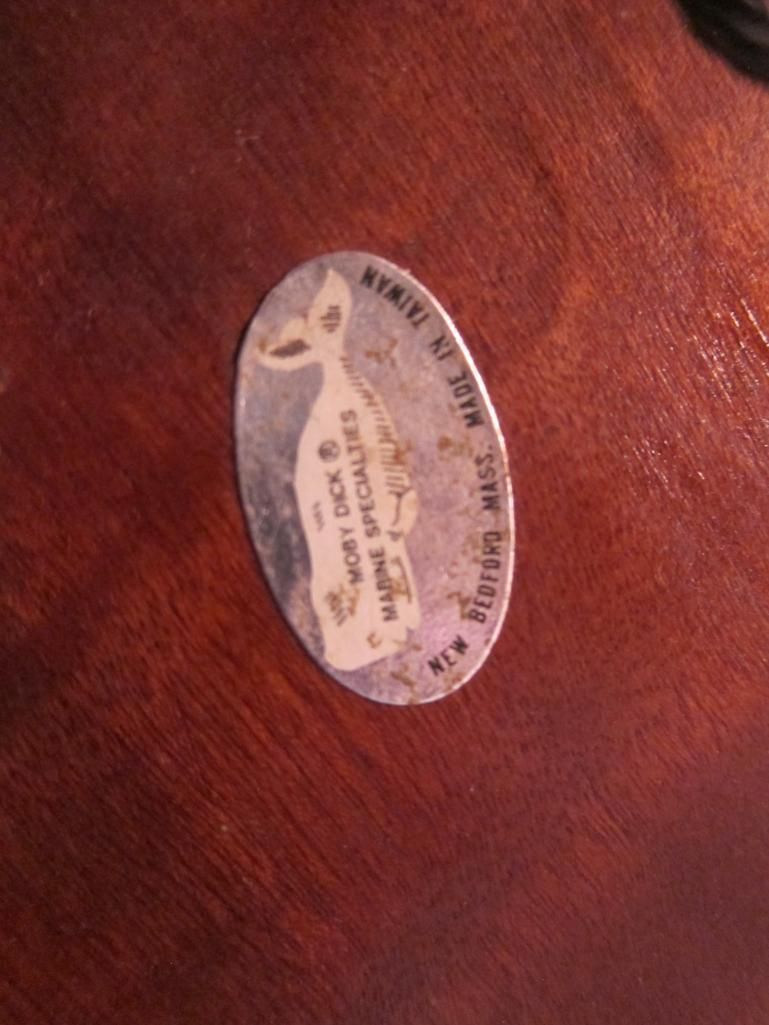 MOBY DICK ®
MARINE SPECIALTIES
NEW BEDFORD MASS. MADE IN TAIWAN